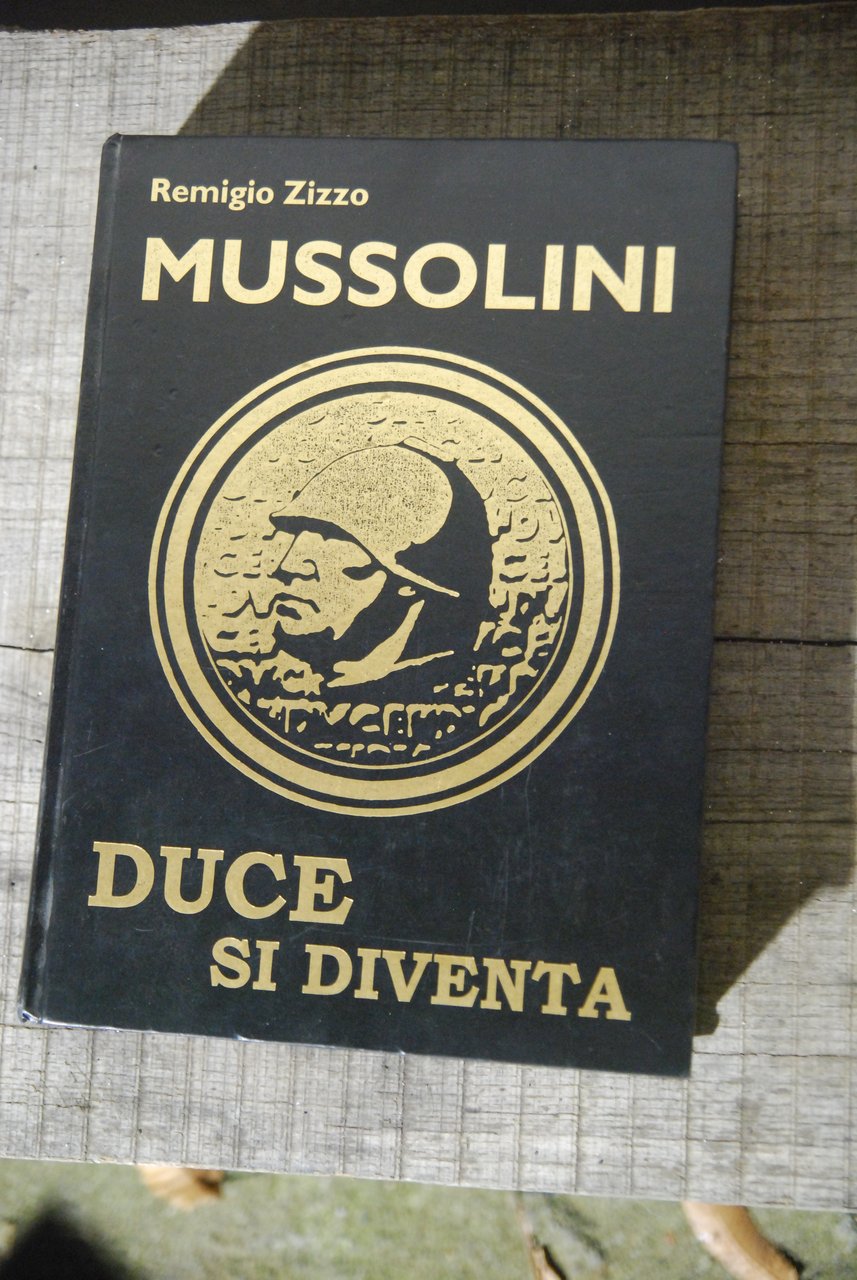 Remigio Zizzo
MUSSOLINI
DUCE
SI DIVENTA